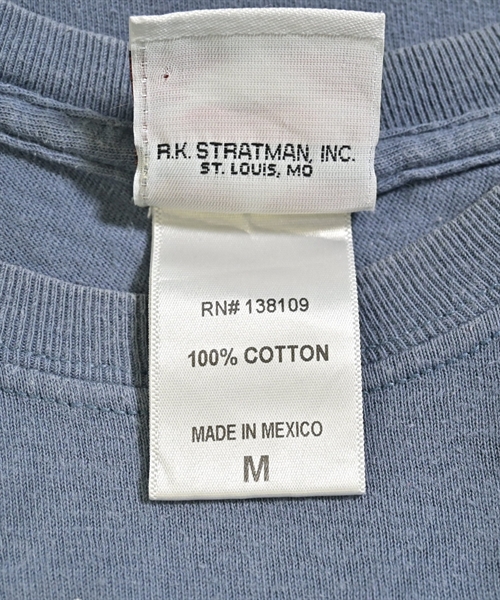 R.K. STRATMAN, INC.
ST. LOUIS, MO
RN# 138109
100% COTTON
MADE IN MEXICO
M